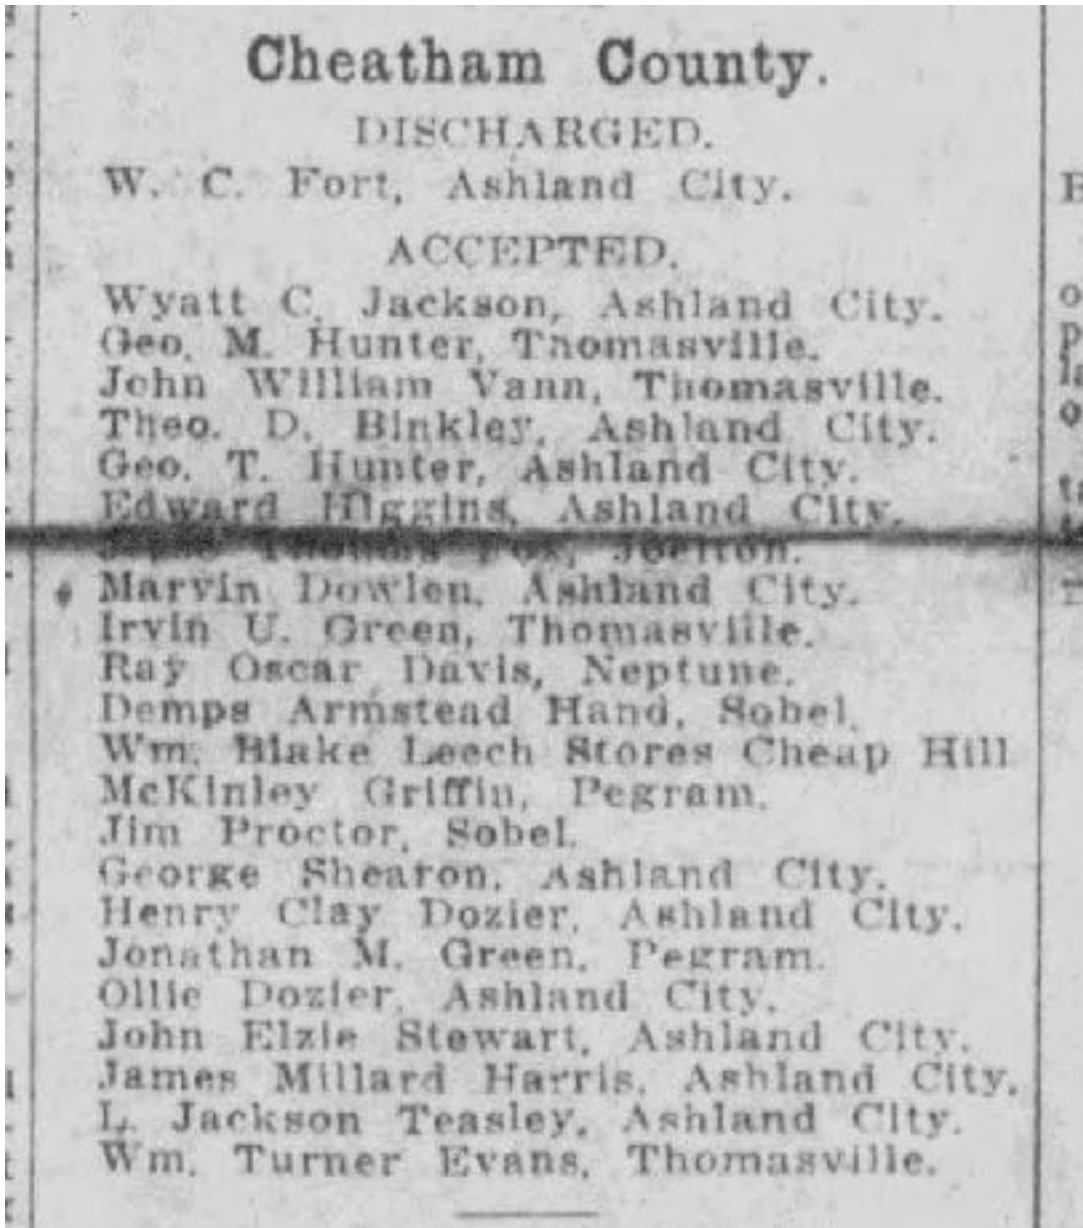 Cheatham County.
DISCHARGED.
W. C. Fort, Ashland City.
ACCEPTED.
Wyatt C. Jackson, Ashland City.
Geo. M. Hunter, Thomasville.
John William Vann, Thomasville.
Theo. D. Binkley, Ashland City.
Geo. T. Hunter, Ashland City.
Edward Higgins, Ashland City.
Thomas Fox, Joelton.
Marvin Dowlen, Ashland City.
Irvin U. Green, Thomasville.
Ray Oscar Davis, Neptune.
Demps Armstead Hand, Sobel.
Wm. Blake Leech Stores Cheap Hill
McKinley Griffin, Pegram.
Jim Proctor, Sobel.
George Shearon, Ashland City.
Henry Clay Dozier, Ashland City.
Jonathan M. Green, Pegram.
Ollie Dozier, Ashland City.
John Elzie Stewart, Ashland City.
James Millard Harris, Ashland City.
L. Jackson Teasley, Ashland City.
Wm. Turner Evans, Thomasville.